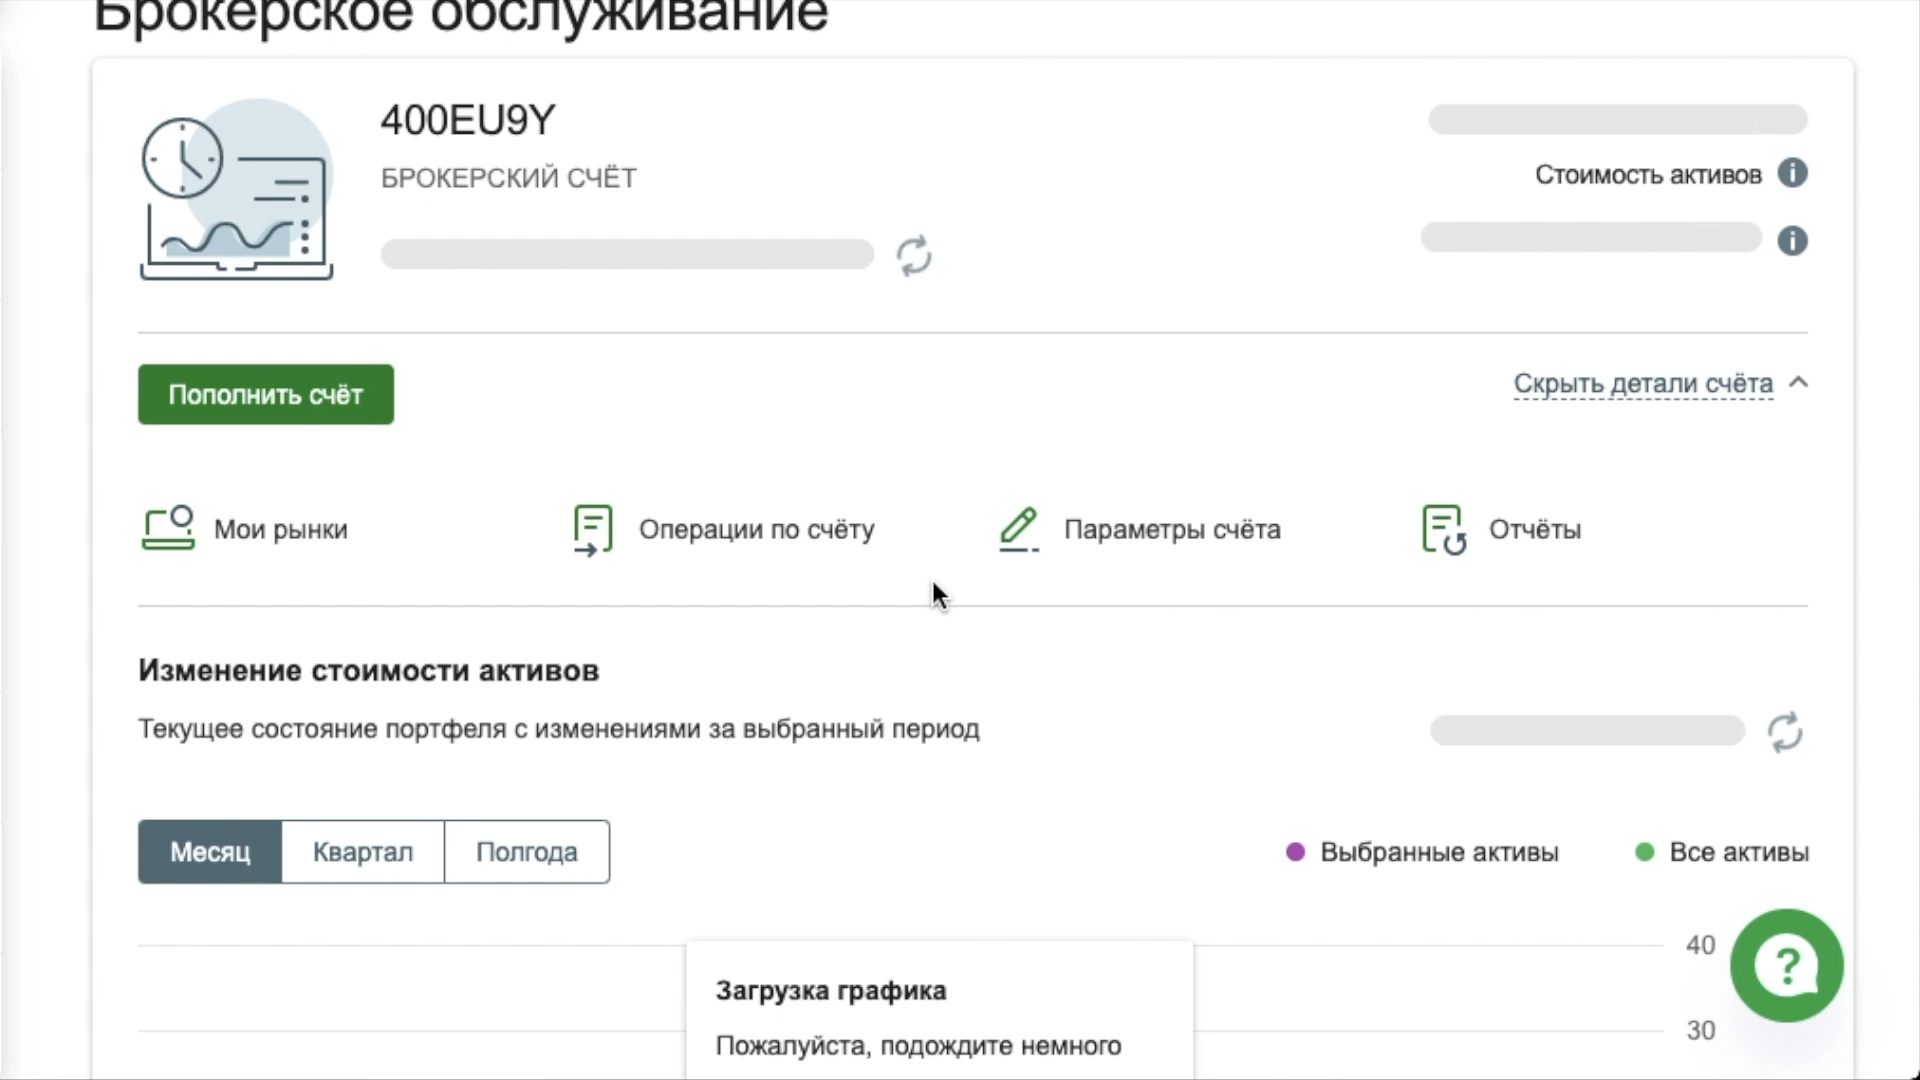 Брокерское обслуживание
400EU9Y
БРОКЕРСКИЙ СЧЁТ
Стоимость активов
Пополнить счёт
Скрыть детали счёта
Мои рынки
Операции по счёту
Параметры счёта
Отчёты
Изменение стоимости активов
Текущее состояние портфеля с изменениями за выбранный период
Месяц
Квартал
Полгода
Выбранные активы
Все активы
40
Загрузка графика
30
Пожалуйста, подождите немного